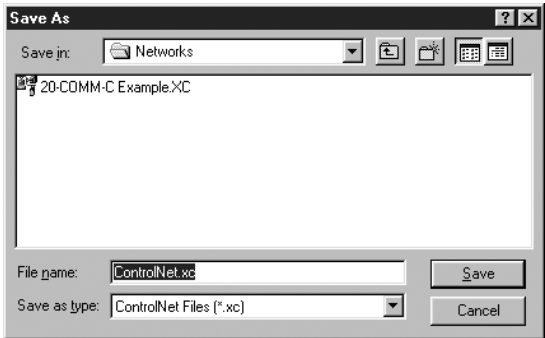 Save As
Save in: Networks
20-COMM-C Example.XC
File name: ControlNet.xc Save
Save as type: ControlNet Files (*.xc) Cancel